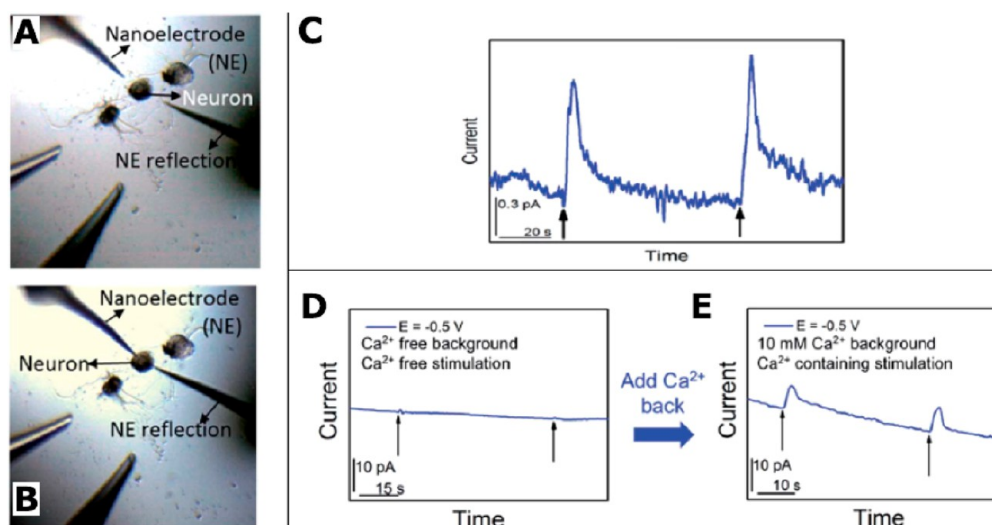 A
Nanoelectrode
(NE)
Neuron
NE reflection
B
Nanoelectrode
(NE)
Neuron
NE reflection
C
Current
0.3 pA
20 s
Time
D
E = -0.5 V
Ca²⁺ free background
Ca²⁺ free stimulation
Current
10 pA
15 s
Time
Add Ca²⁺
back
E
E = -0.5 V
10 mM Ca²⁺ background
Ca²⁺ containing stimulation
Current
10 pA
10 s
Time